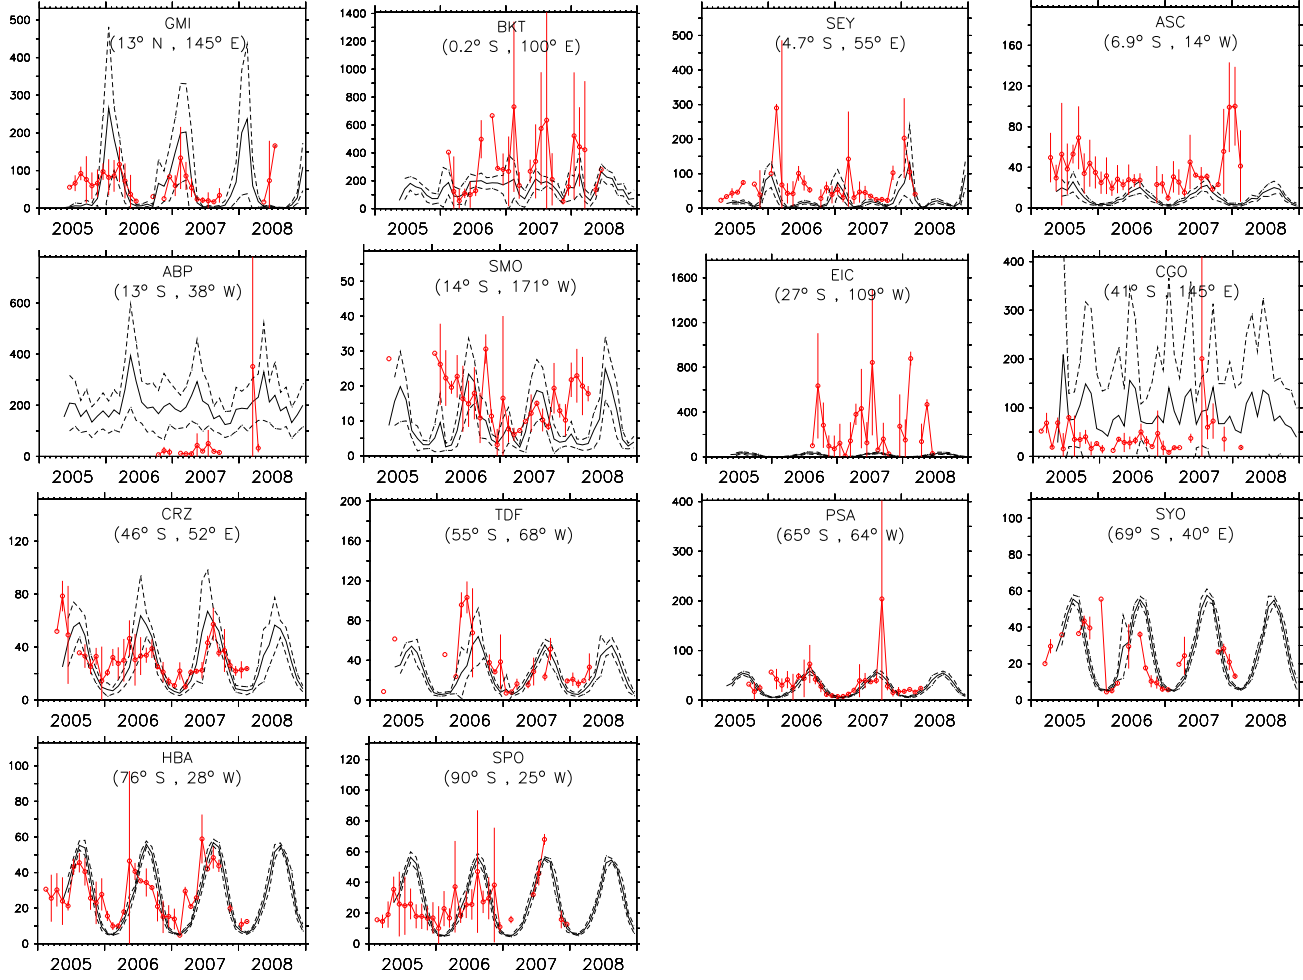 GMI
(13° N , 145° E)
500
400
300
200
100
0
2005 2006 2007 2008
BKT
(0.2° S , 100° E)
1400
1200
1000
800
600
400
200
0
2005 2006 2007 2008
SEY
(4.7° S , 55° E)
500
400
300
200
100
0
2005 2006 2007 2008
ASC
(6.9° S , 14° W)
160
120
80
40
0
2005 2006 2007 2008
ABP
(13° S , 38° W)
600
400
200
0
2005 2006 2007 2008
SMO
(14° S , 171° W)
50
40
30
20
10
0
2005 2006 2007 2008
EIC
(27° S , 109° W)
1600
1200
800
400
0
2005 2006 2007 2008
CGO
(41° S , 145° E)
400
300
200
100
0
2005 2006 2007 2008
CRZ
(46° S , 52° E)
120
80
40
0
2005 2006 2007 2008
TDF
(55° S , 68° W)
200
160
120
80
40
0
2005 2006 2007 2008
PSA
(65° S , 64° W)
400
300
200
100
0
2005 2006 2007 2008
SYO
(69° S , 40° E)
100
80
60
40
20
0
2005 2006 2007 2008
HBA
(76° S , 28° W)
100
80
60
40
20
0
2005 2006 2007 2008
SPO
(90° S , 25° W)
120
100
80
60
40
20
0
2005 2006 2007 2008